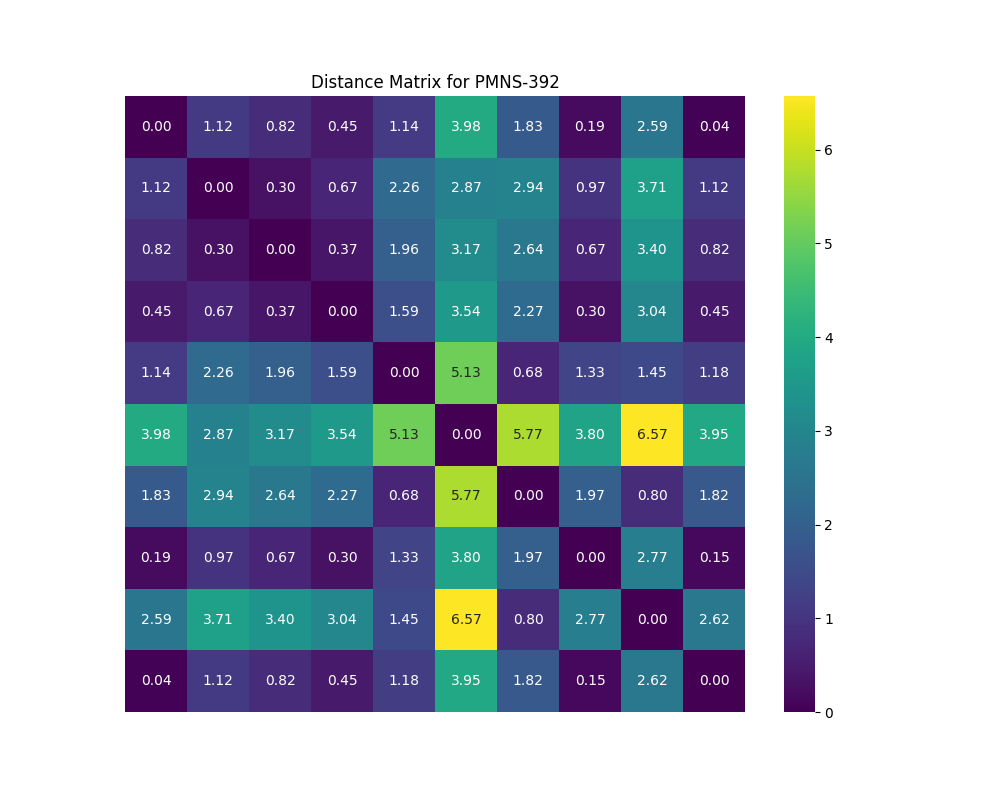 Distance Matrix for PMNS-392
0.00 1.12 0.82 0.45 1.14 3.98 1.83 0.19 2.59 0.04
1.12 0.00 0.30 0.67 2.26 2.87 2.94 0.97 3.71 1.12
0.82 0.30 0.00 0.37 1.96 3.17 2.64 0.67 3.40 0.82
0.45 0.67 0.37 0.00 1.59 3.54 2.27 0.30 3.04 0.45
1.14 2.26 1.96 1.59 0.00 5.13 0.68 1.33 1.45 1.18
3.98 2.87 3.17 3.54 5.13 0.00 5.77 3.80 6.57 3.95
1.83 2.94 2.64 2.27 0.68 5.77 0.00 1.97 0.80 1.82
0.19 0.97 0.67 0.30 1.33 3.80 1.97 0.00 2.77 0.15
2.59 3.71 3.40 3.04 1.45 6.57 0.80 2.77 0.00 2.62
0.04 1.12 0.82 0.45 1.18 3.95 1.82 0.15 2.62 0.00
6
5
4
3
2
1
0